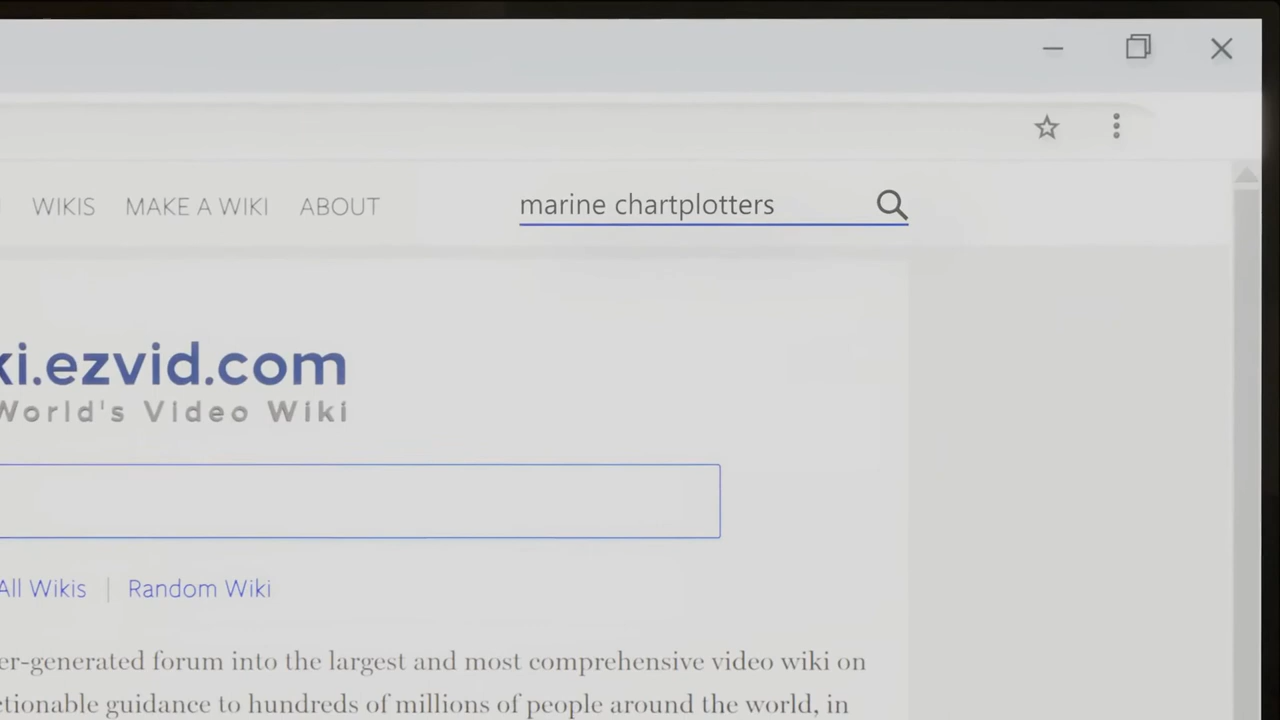 WIKIS MAKE A WIKI ABOUT marine chartplotters
ki.ezvid.com
World's Video Wiki
All Wikis | Random Wiki
er-generated forum into the largest and most comprehensive video wiki on
ctionable guidance to hundreds of millions of people around the world, in